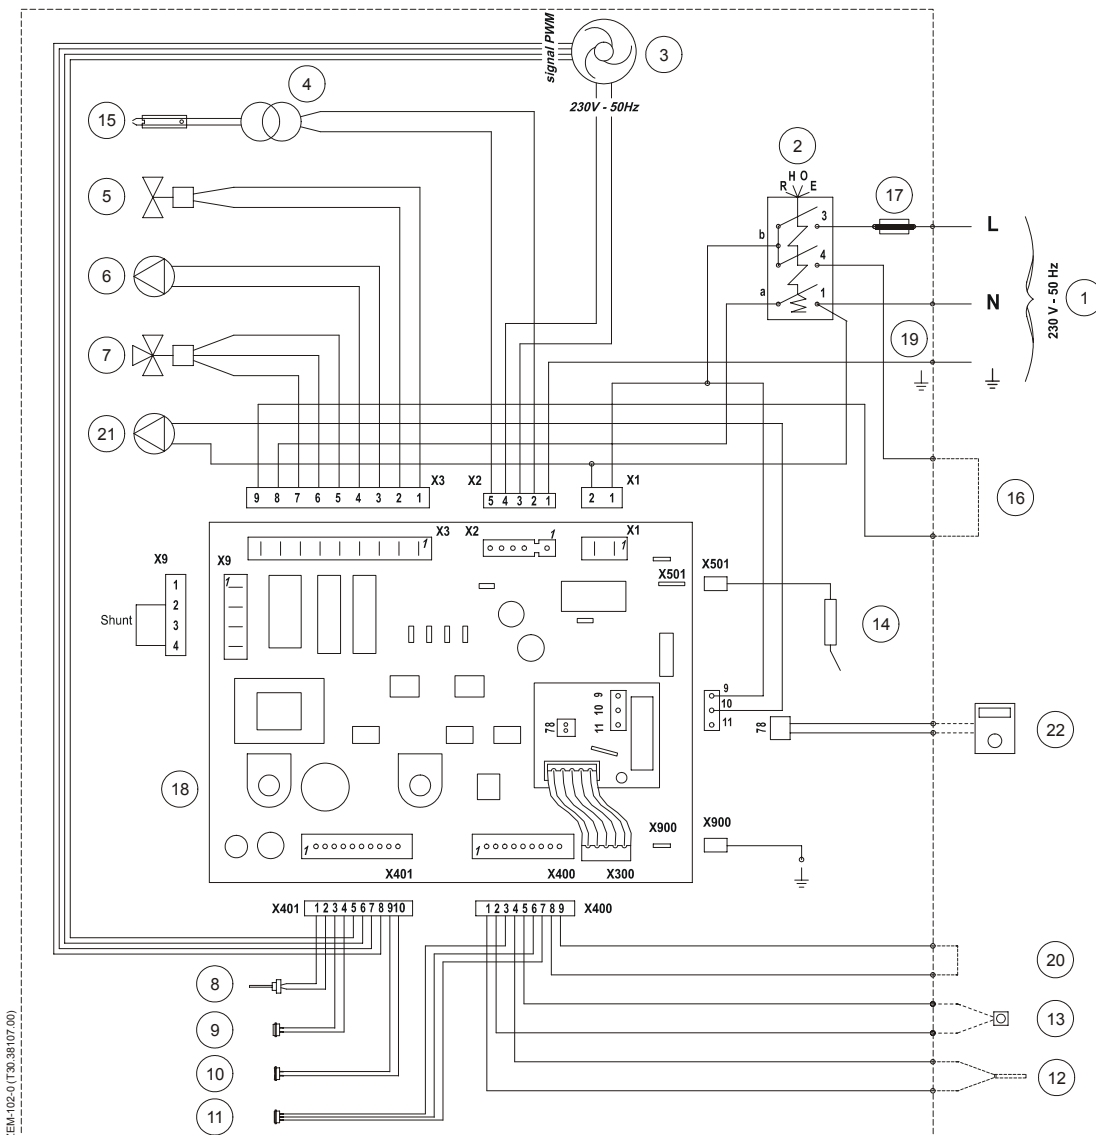 signal PWM
3
4
230V - 50Hz
15
2
H O
R E
5
17
3
L
b
6
4
1
a
1
N
230 V - 50 Hz
7
19
21
X3
X2
X1
9 8 7 6 5 4 3 2 1
5 4 3 2 1
2 1
16
X3
X2
1
1
X1
1
X9
X9
X501
X501
1
1
2
3
4
Shunt
14
9
10
11
9
10
11
78
78
22
18
X900
X900
1
1
X401
X400
X300
X401
1 2 3 4 5 6 7 8 9 10
1 2 3 4 5 6 7 8 9
X400
20
8
13
9
10
12
11
EM-102-0 (T30.38107.00)